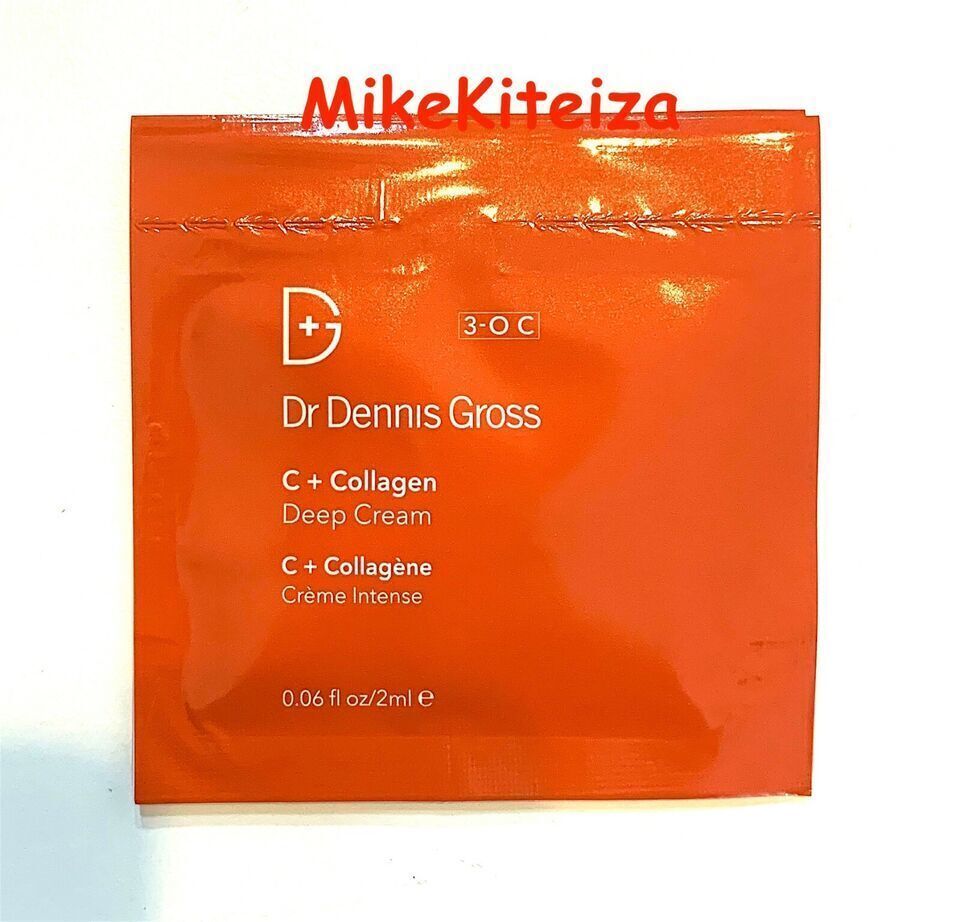 MikeKiteiza
3-O C
Dr Dennis Gross
C + Collagen
Deep Cream
C + Collagène
Crème Intense
0.06 fl oz/2ml ℮